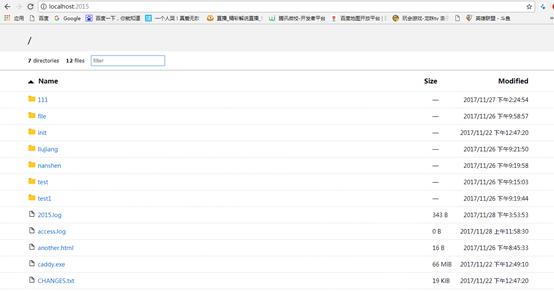 localhost:2015
应用 百度 Google 百度一下，你就知道 一个人灵！真爱无
直播_精彩解说直播_ 腾讯游戏-开发者平台 百度地图开放平台 | 玩会游戏-龙珠tv 英雄联盟 - 斗鱼
/
7 directories 12 files filter
Name Size Modified
111 — 2017/11/27 下午2:24:54
file — 2017/11/26 下午9:58:57
init — 2017/11/22 下午12:47:20
liujiang — 2017/11/26 下午9:21:50
nanshen — 2017/11/26 下午9:19:58
test — 2017/11/26 下午9:15:03
test1 — 2017/11/26 下午9:19:44
2015.log 343 B 2017/11/28 下午3:53:53
access.log 0 B 2017/11/28 上午11:58:30
another.html 16 B 2017/11/26 下午8:45:33
caddy.exe 66 MiB 2017/11/22 下午12:49:10
CHANGES.txt 19 KiB 2017/11/22 下午12:47:20